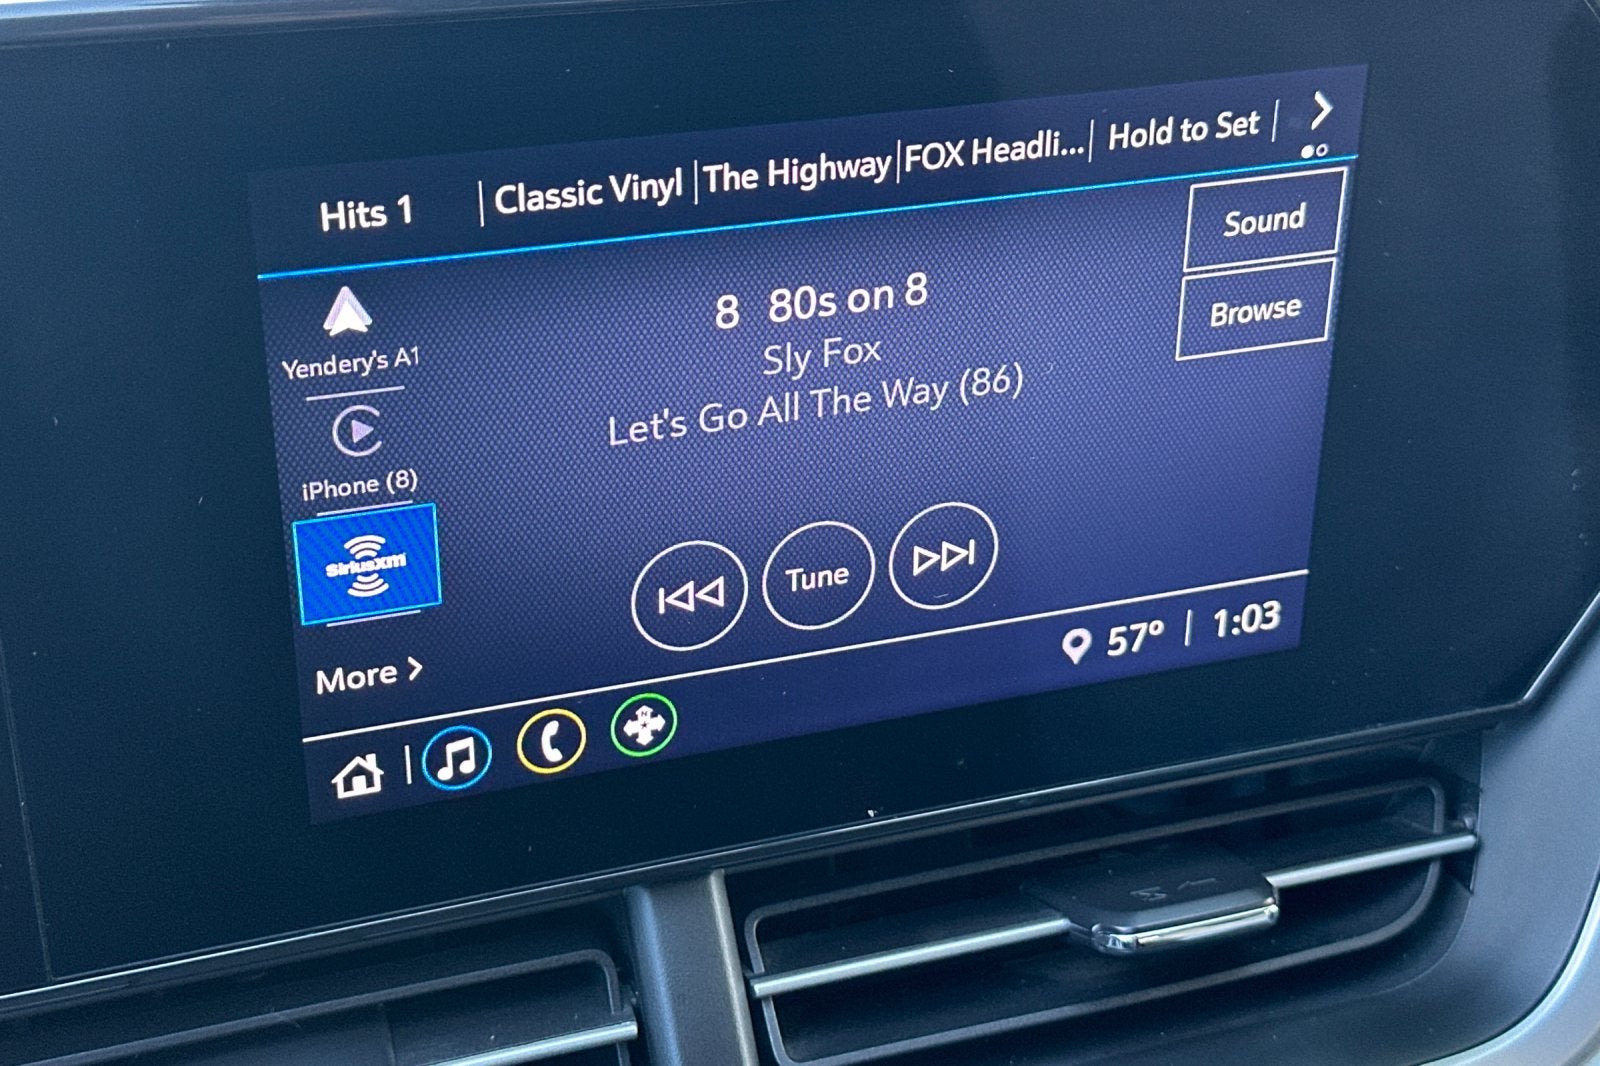 Hits 1 | Classic Vinyl | The Highway | FOX Headli... | Hold to Set |
Sound
Browse
8 80s on 8
Sly Fox
Let's Go All The Way (86)
Yendery's A1
iPhone (8)
SiriusXM
Tune
More
57° | 1:03
N